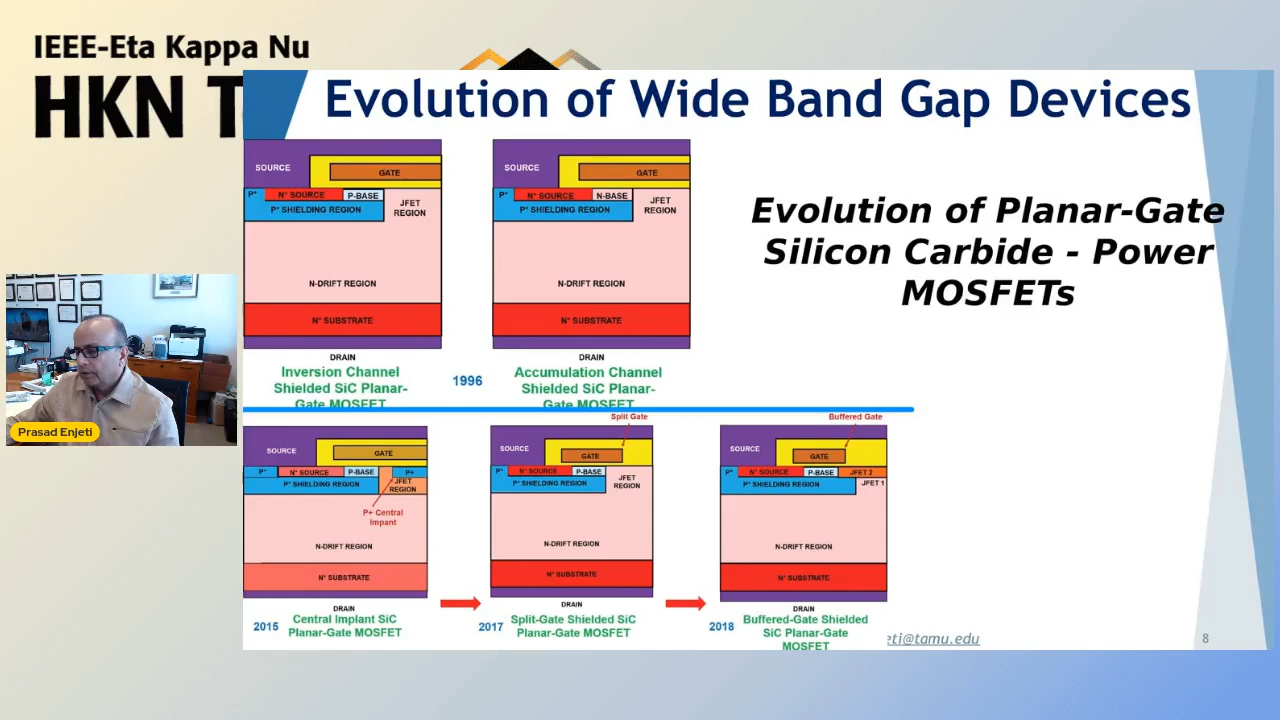 IEEE-Eta Kappa Nu
HKN T
Evolution of Wide Band Gap Devices
Evolution of Planar-Gate
Silicon Carbide - Power
MOSFETs
SOURCE
GATE
P+
N+ SOURCE
P-BASE
JFET
REGION
P+ SHIELDING REGION
N-DRIFT REGION
N+ SUBSTRATE
DRAIN
Inversion Channel
Shielded SiC Planar-
Gate MOSFET
1996
SOURCE
GATE
P+
N+ SOURCE
N-BASE
JFET
REGION
P+ SHIELDING REGION
N-DRIFT REGION
N+ SUBSTRATE
DRAIN
Accumulation Channel
Shielded SiC Planar-
Gate MOSFET
Prasad Enjeti
SOURCE
GATE
P+
N+ SOURCE
P-BASE
P+
P+ SHIELDING REGION
JFET
REGION
P+ Central
Impant
N-DRIFT REGION
N+ SUBSTRATE
DRAIN
2015
Central Implant SiC
Planar-Gate MOSFET
Split Gate
SOURCE
GATE
P+
N+ SOURCE
P-BASE
JFET
REGION
P+ SHIELDING REGION
N-DRIFT REGION
N+ SUBSTRATE
DRAIN
2017
Split-Gate Shielded SiC
Planar-Gate MOSFET
Buffered Gate
SOURCE
GATE
P+
N+ SOURCE
P-BASE
JFET 2
P+ SHIELDING REGION
JFET 1
N-DRIFT REGION
N+ SUBSTRATE
DRAIN
2018
Buffered-Gate Shielded
SiC Planar-Gate
MOSFET
eti@tamu.edu
8